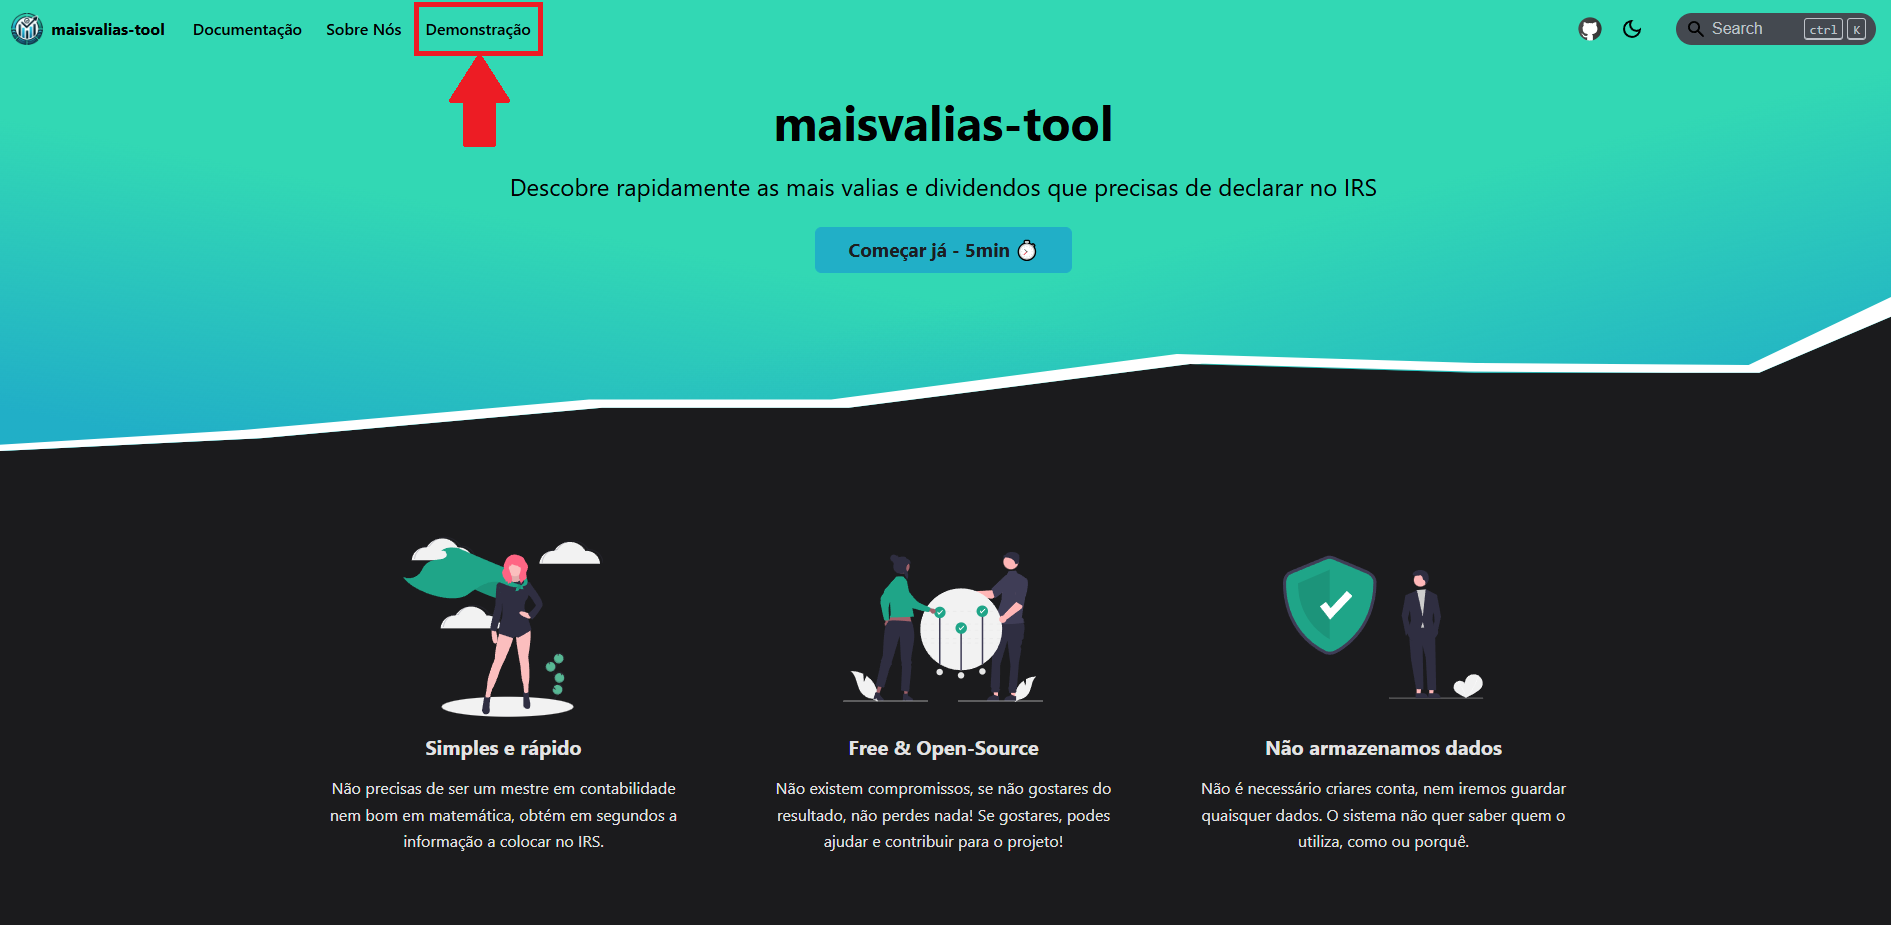 maisvalias-tool Documentação Sobre Nós Demonstração Search ctrl K
maisvalias-tool
Descobre rapidamente as mais valias e dividendos que precisas de declarar no IRS
Começar já - 5min ⏱
Simples e rápido
Não precisas de ser um mestre em contabilidade
nem bom em matemática, obtém em segundos a
informação a colocar no IRS.
Free & Open-Source
Não existem compromissos, se não gostares do
resultado, não perdes nada! Se gostares, podes
ajudar e contribuir para o projeto!
Não armazenamos dados
Não é necessário criares conta, nem iremos guardar
quaisquer dados. O sistema não quer saber quem o
utiliza, como ou porquê.